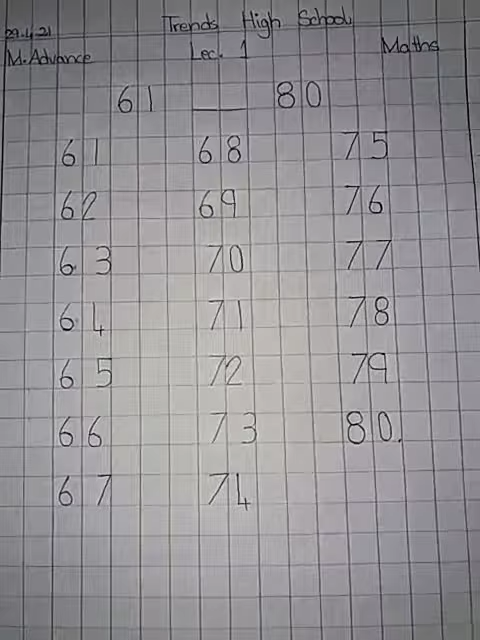 29.4.21 Trends High School
M.Advance Lec. 1 Maths
61 __ 80
61 68 75
62 69 76
63 70 77
64 71 78
65 72 79
66 73 80.
67 74